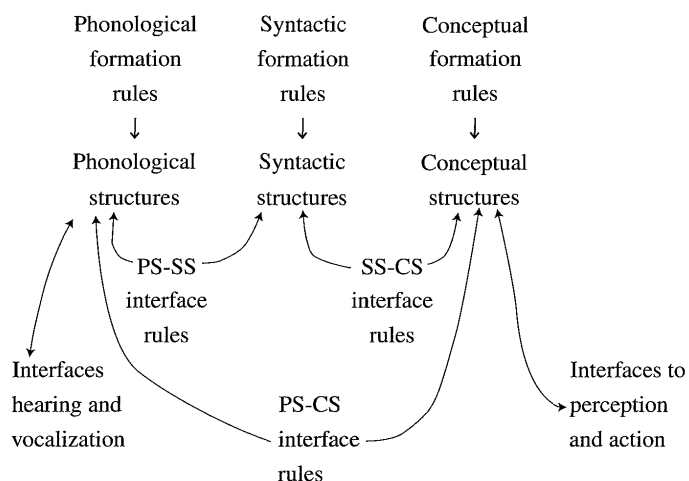 Phonological
formation
rules
Syntactic
formation
rules
Conceptual
formation
rules
Phonological
structures
Syntactic
structures
Conceptual
structures
PS-SS
interface
rules
SS-CS
interface
rules
Interfaces
hearing and
vocalization
PS-CS
interface
rules
Interfaces to
perception
and action